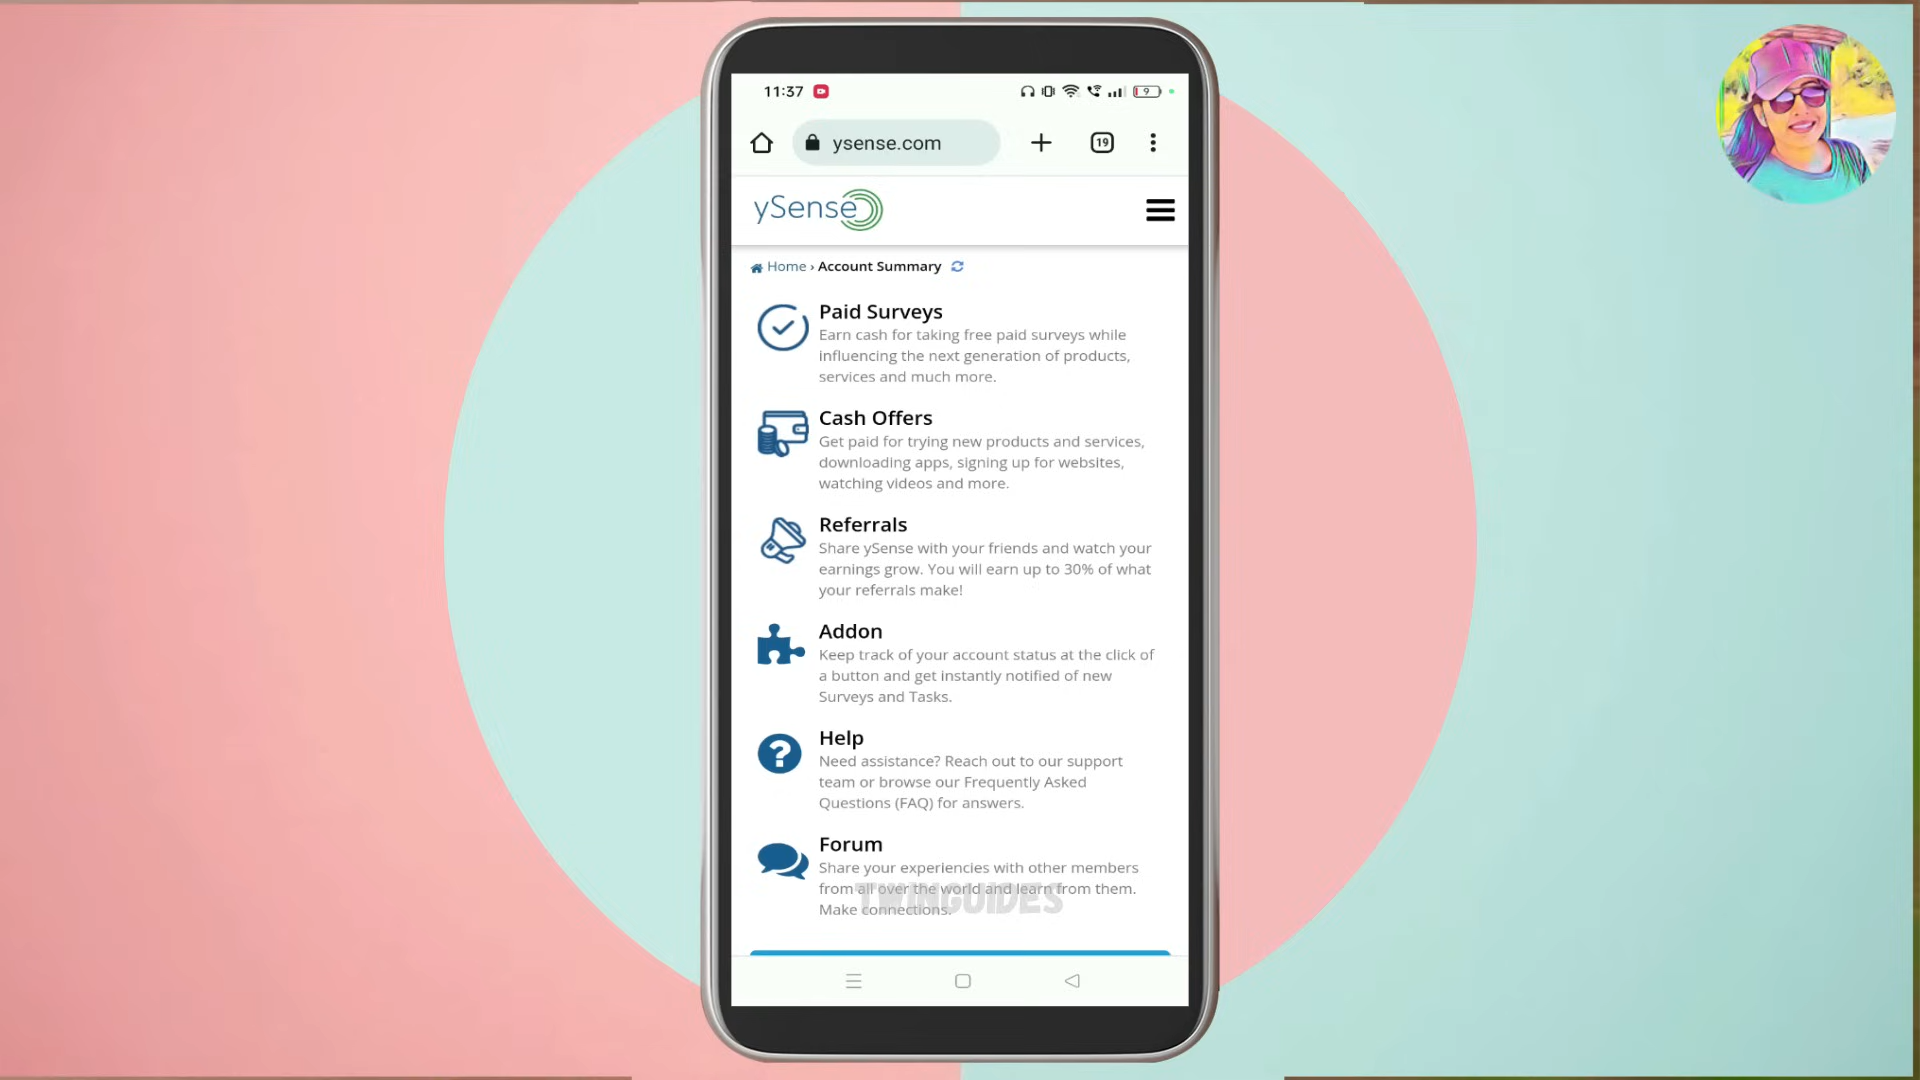 11:37
9
ysense.com
19
ySense
Home › Account Summary
Paid Surveys
Earn cash for taking free paid surveys while
influencing the next generation of products,
services and much more.
Cash Offers
Get paid for trying new products and services,
downloading apps, signing up for websites,
watching videos and more.
Referrals
Share ySense with your friends and watch your
earnings grow. You will earn up to 30% of what
your referrals make!
Addon
Keep track of your account status at the click of
a button and get instantly notified of new
Surveys and Tasks.
Help
Need assistance? Reach out to our support
team or browse our Frequently Asked
Questions (FAQ) for answers.
Forum
Share your experiencies with other members
from all over the world and learn from them.
TWINGUIDES
Make connections.